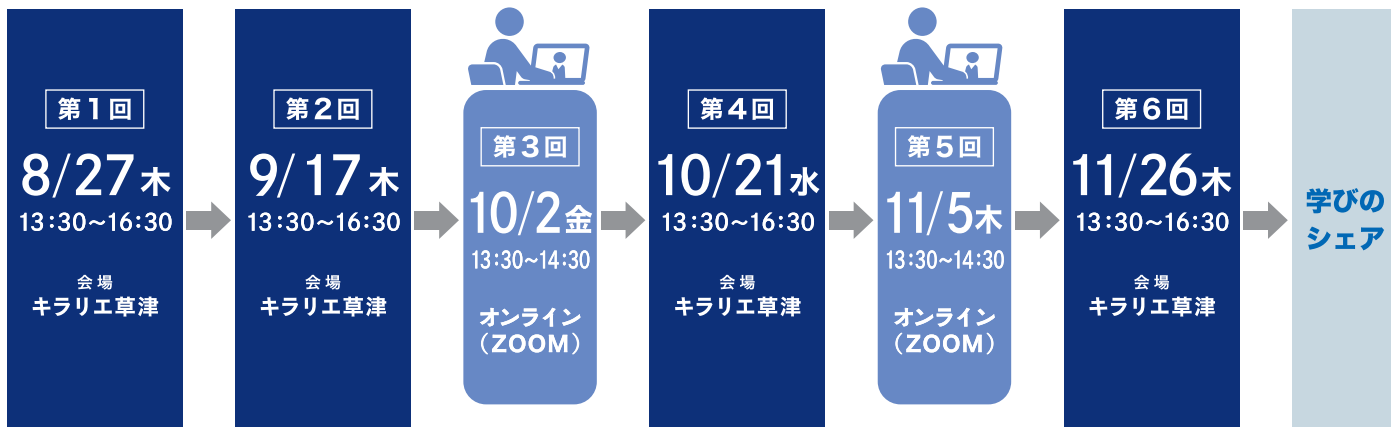 第1回
8/27木
13:30〜16:30
会場
キラリエ草津
第2回
9/17木
13:30〜16:30
会場
キラリエ草津
第3回
10/2金
13:30〜14:30
オンライン
（ZOOM）
第4回
10/21水
13:30〜16:30
会場
キラリエ草津
第5回
11/5木
13:30〜14:30
オンライン
（ZOOM）
第6回
11/26木
13:30〜16:30
会場
キラリエ草津
学びの
シェア